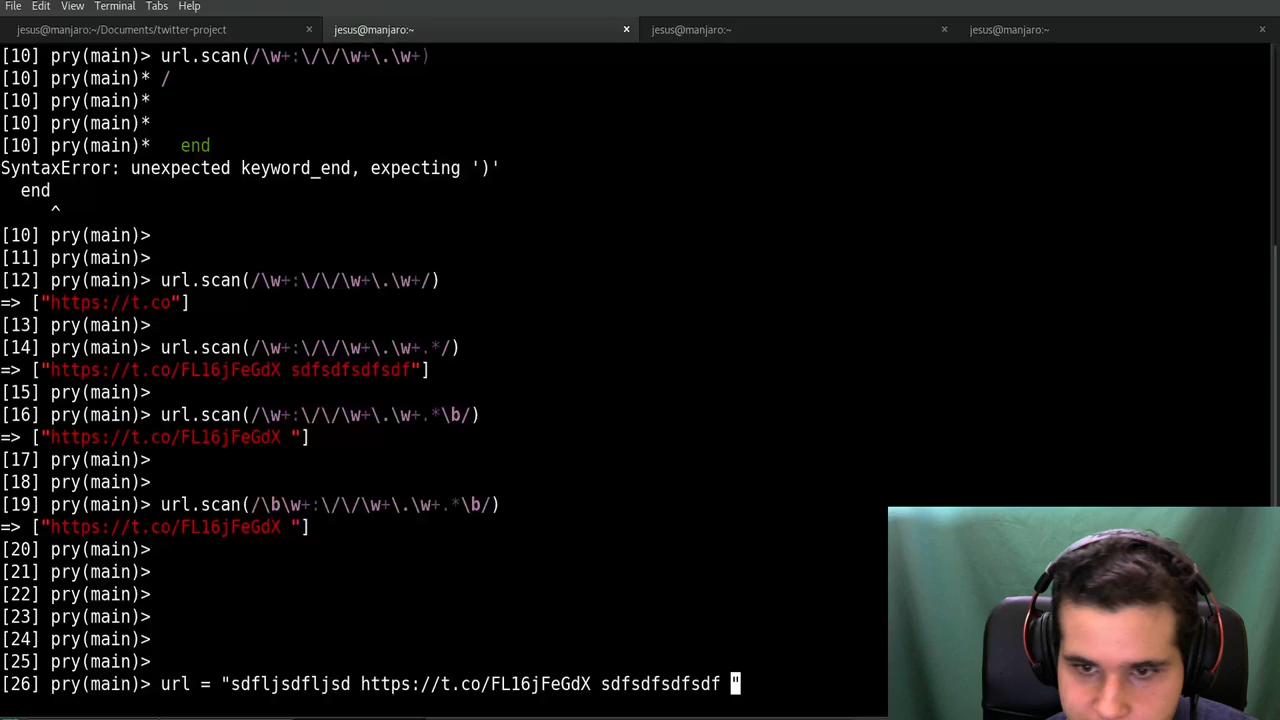 File Edit View Terminal Tabs Help
jesus@manjaro:~/Documents/twitter-project × jesus@manjaro:~ × jesus@manjaro:~ × jesus@manjaro:~ ×
[10] pry(main)> url.scan(/\w+:\/\/\w+\.\w+)
[10] pry(main)* /
[10] pry(main)*
[10] pry(main)*
[10] pry(main)*   end
SyntaxError: unexpected keyword_end, expecting ')'
  end
     ^
[10] pry(main)>
[11] pry(main)>
[12] pry(main)> url.scan(/\w+:\/\/\w+\.\w+/)
=> ["https://t.co"]
[13] pry(main)>
[14] pry(main)> url.scan(/\w+:\/\/\w+\.\w+.*/)
=> ["https://t.co/FL16jFeGdX sdfsdfsdfsdf"]
[15] pry(main)>
[16] pry(main)> url.scan(/\w+:\/\/\w+\.\w+.*\b/)
=> ["https://t.co/FL16jFeGdX "]
[17] pry(main)>
[18] pry(main)>
[19] pry(main)> url.scan(/\b\w+:\/\/\w+\.\w+.*\b/)
=> ["https://t.co/FL16jFeGdX "]
[20] pry(main)>
[21] pry(main)>
[22] pry(main)>
[23] pry(main)>
[24] pry(main)>
[25] pry(main)>
[26] pry(main)> url = "sdfljsdfljsd https://t.co/FL16jFeGdX sdfsdfsdfsdf "